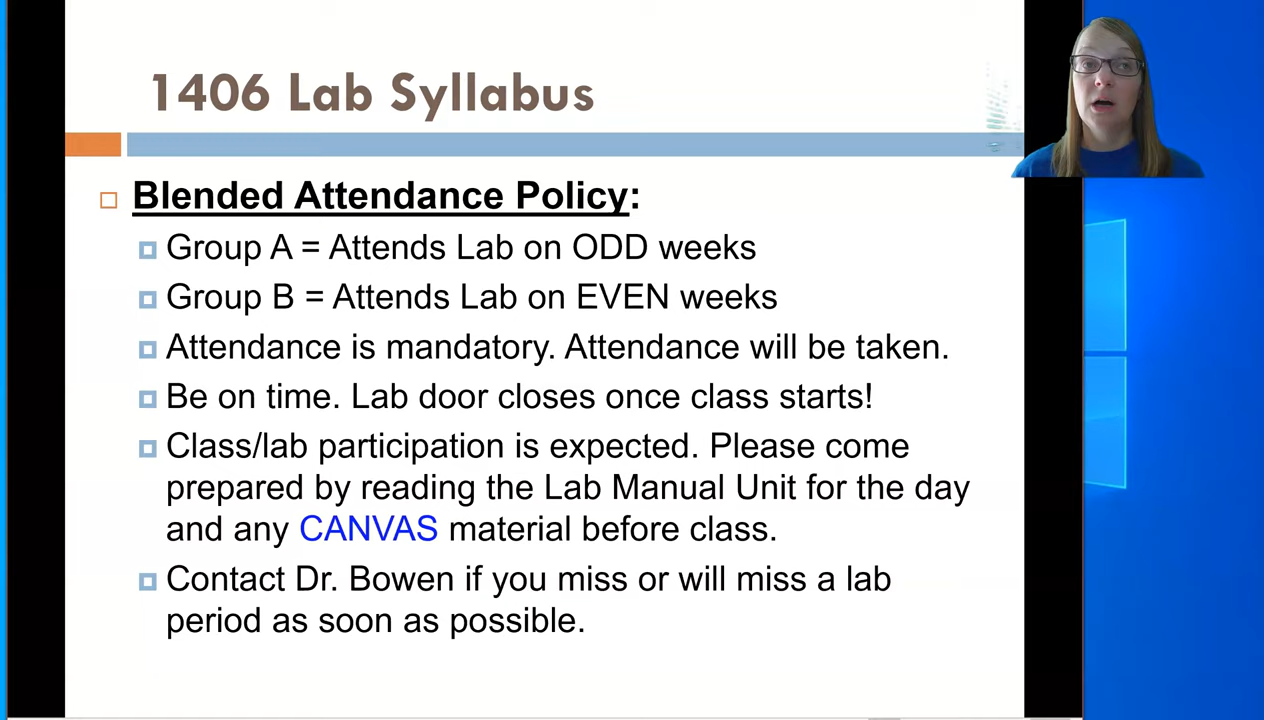 1406 Lab Syllabus
Blended Attendance Policy:
Group A = Attends Lab on ODD weeks
Group B = Attends Lab on EVEN weeks
Attendance is mandatory. Attendance will be taken.
Be on time. Lab door closes once class starts!
Class/lab participation is expected. Please come
prepared by reading the Lab Manual Unit for the day
and any CANVAS material before class.
Contact Dr. Bowen if you miss or will miss a lab
period as soon as possible.